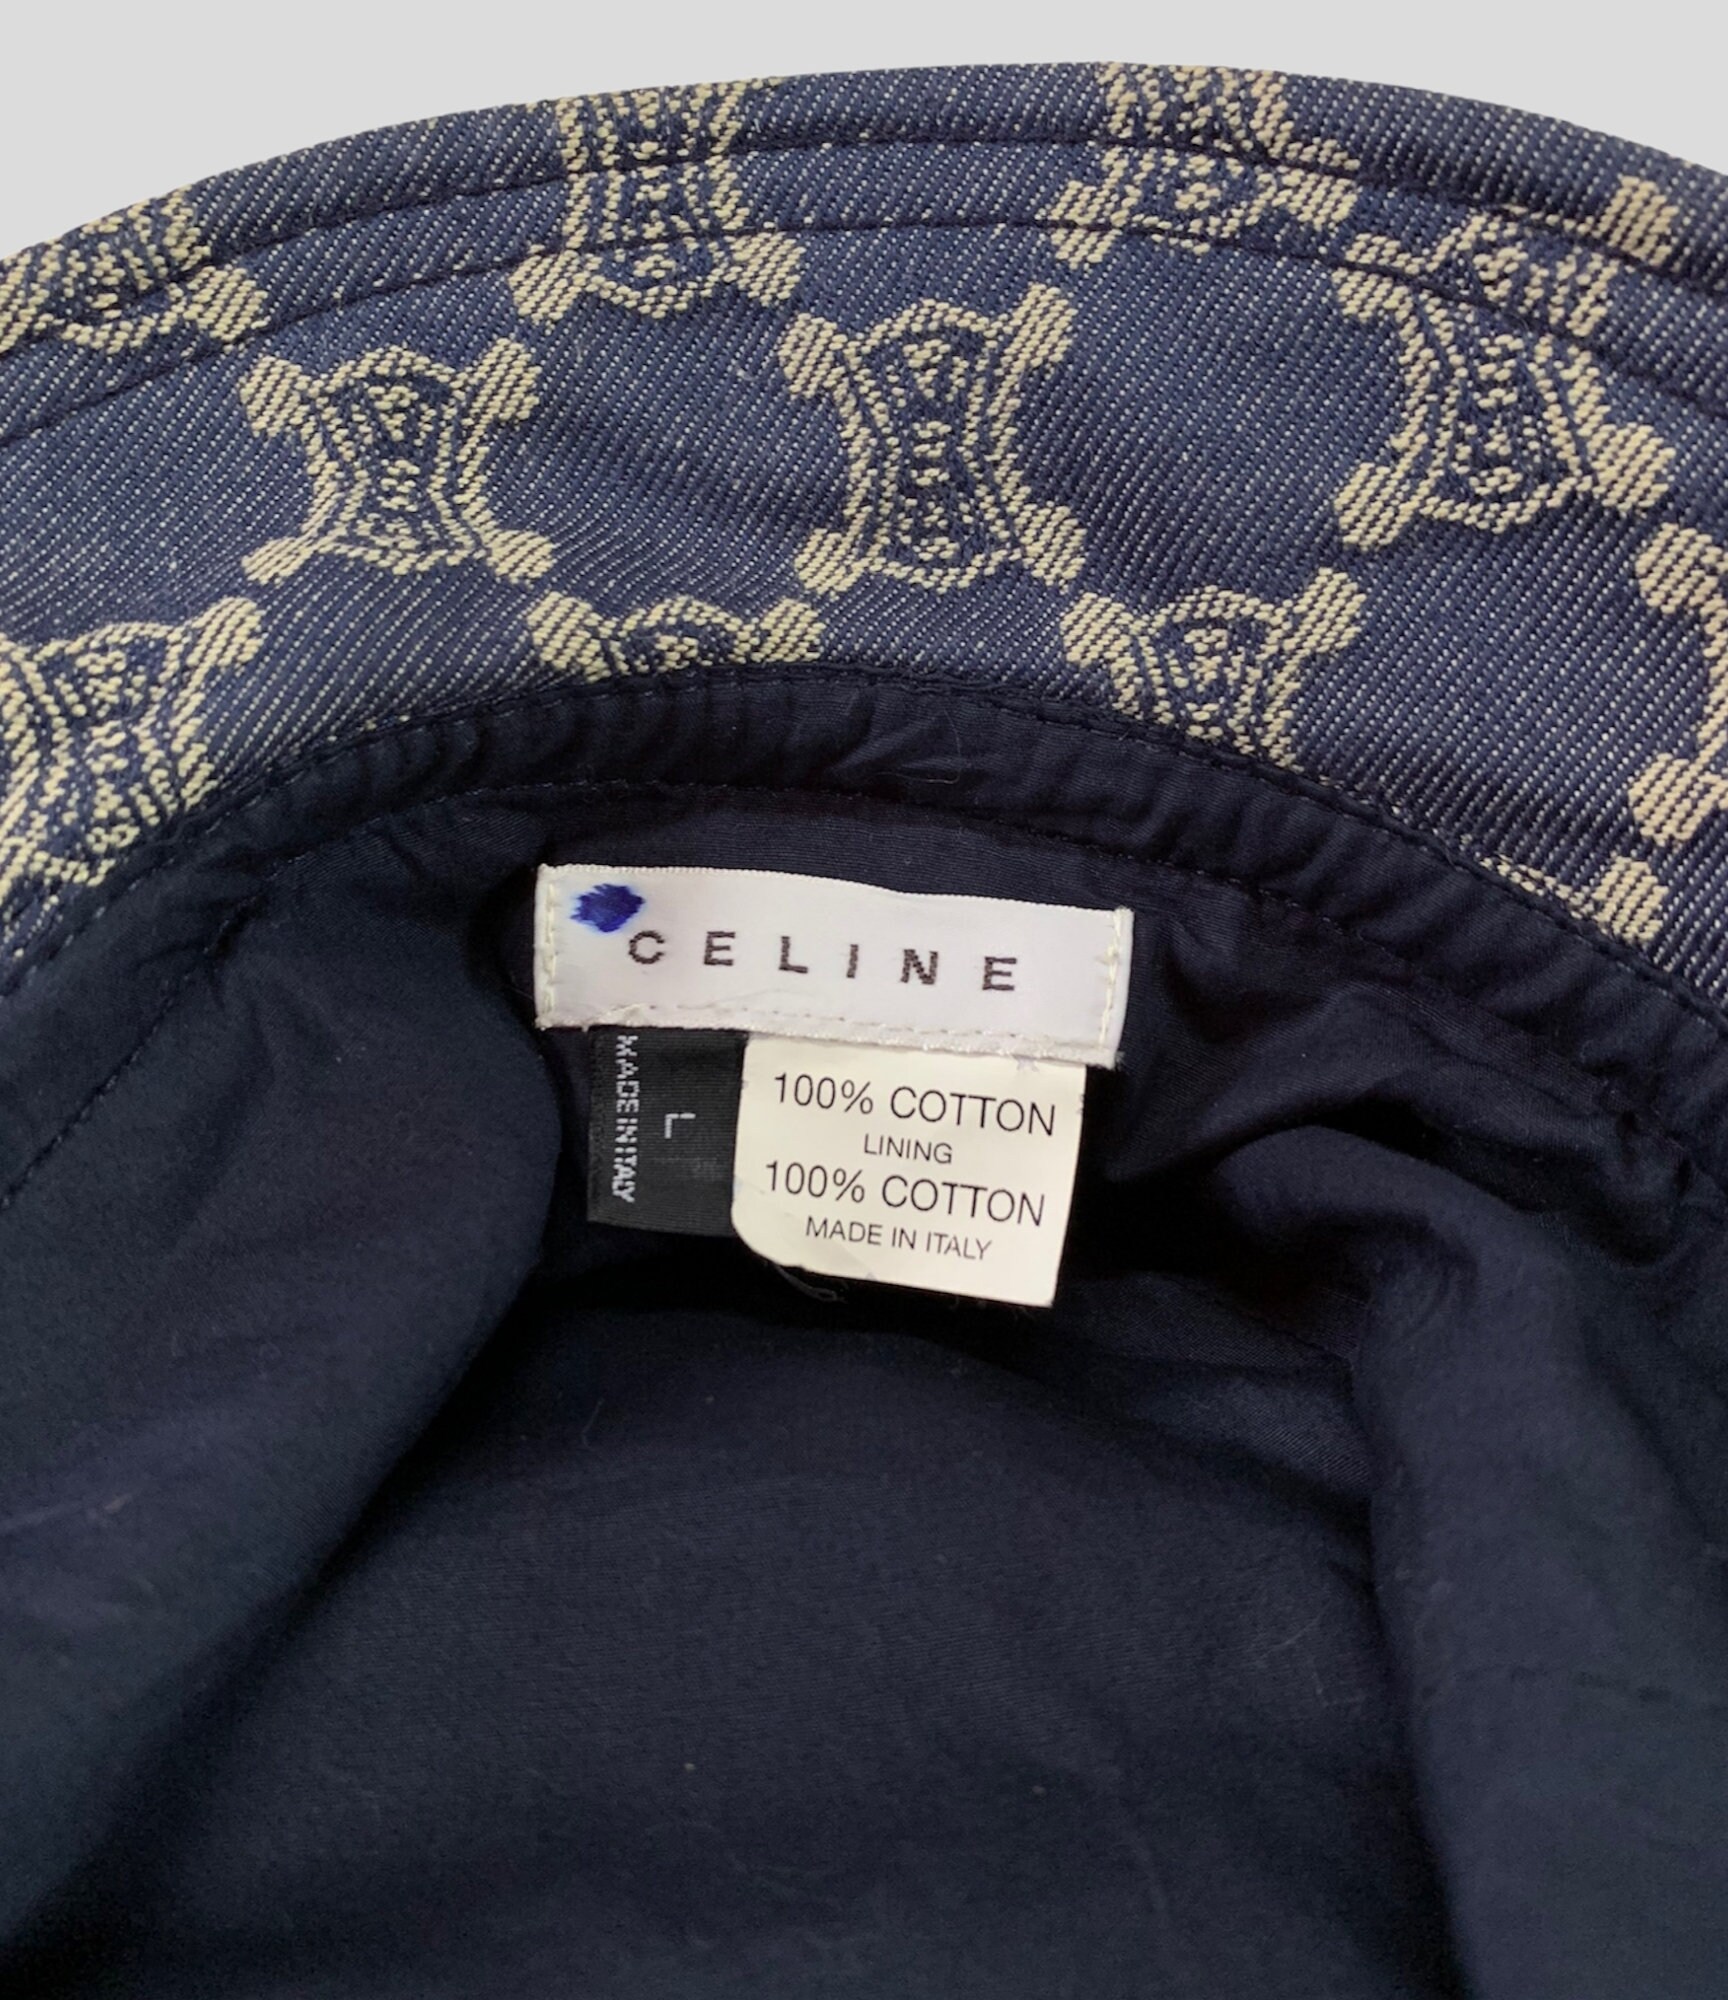 CELINE
MADE IN ITALY
L
100% COTTON
LINING
100% COTTON
MADE IN ITALY